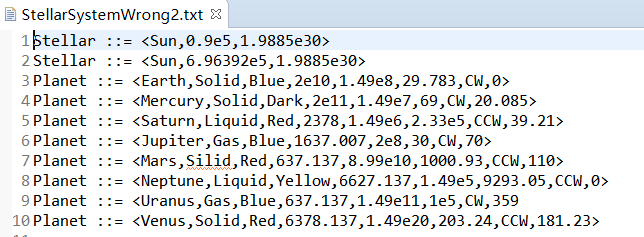 StellarSystemWrong2.txt
1 Stellar ::= <Sun,0.9e5,1.9885e30>
2 Stellar ::= <Sun,6.96392e5,1.9885e30>
3 Planet ::= <Earth,Solid,Blue,2e10,1.49e8,29.783,CW,0>
4 Planet ::= <Mercury,Solid,Dark,2e11,1.49e7,69,CW,20.085>
5 Planet ::= <Saturn,Liquid,Red,2378,1.49e6,2.33e5,CCW,39.21>
6 Planet ::= <Jupiter,Gas,Blue,1637.007,2e8,30,CW,70>
7 Planet ::= <Mars,Silid,Red,637.137,8.99e10,1000.93,CCW,110>
8 Planet ::= <Neptune,Liquid,Yellow,6627.137,1.49e5,9293.05,CCW,0>
9 Planet ::= <Uranus,Gas,Blue,637.137,1.49e11,1e5,CW,359
10 Planet ::= <Venus,Solid,Red,6378.137,1.49e20,203.24,CCW,181.23>